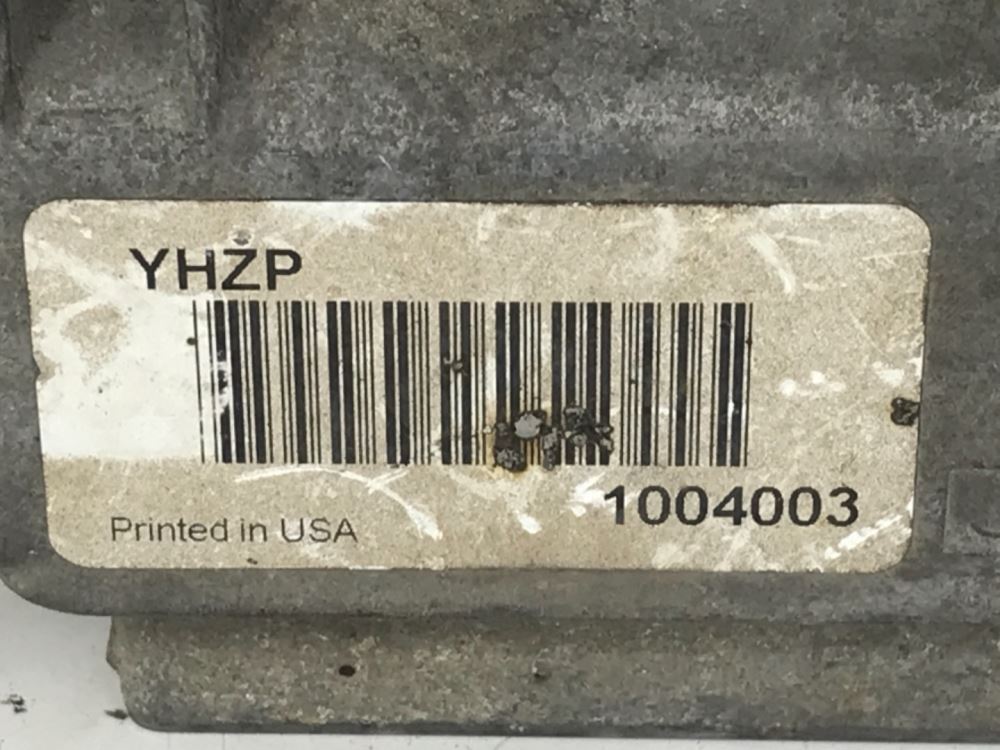 YHZP
1004003
Printed in USA